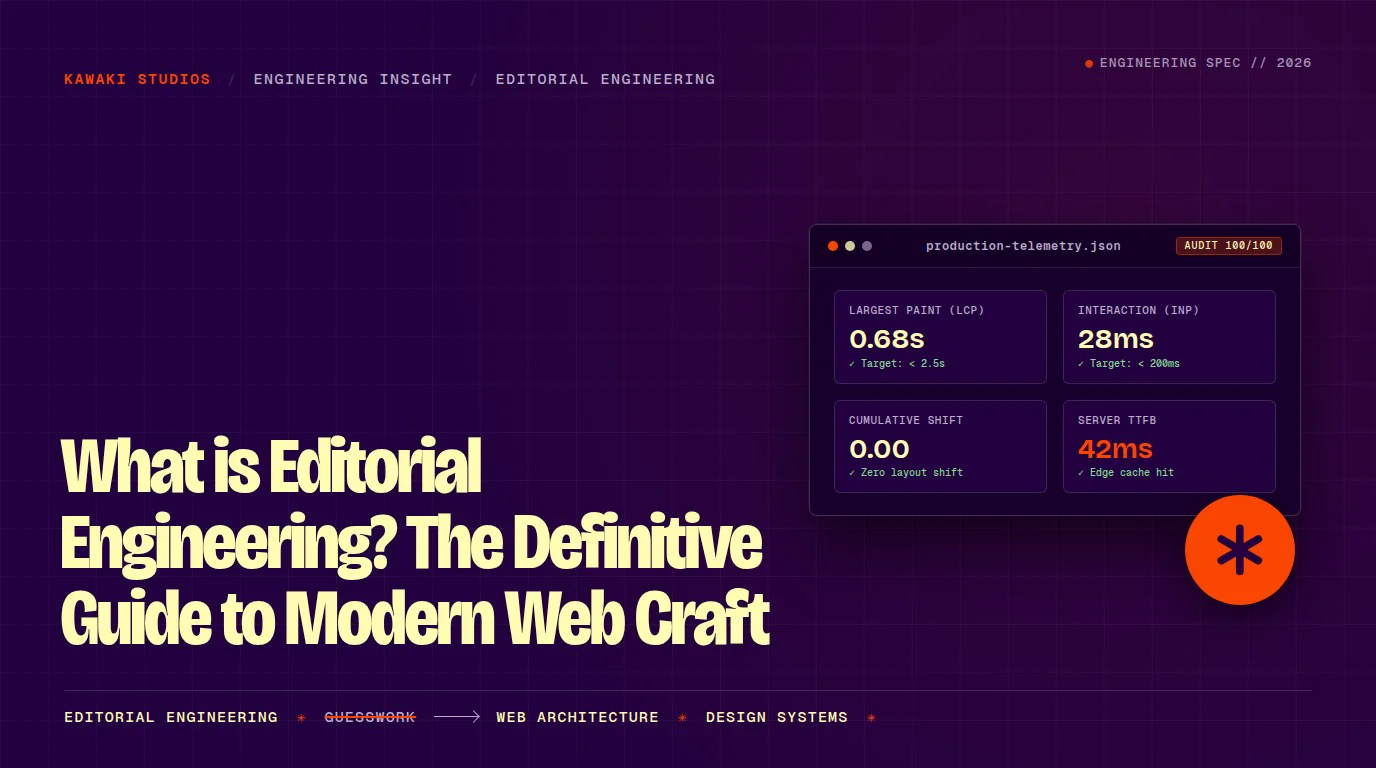 KAWAKI STUDIOS / ENGINEERING INSIGHT / EDITORIAL ENGINEERING
ENGINEERING SPEC // 2026
production-telemetry.json
AUDIT 100/100
LARGEST PAINT (LCP)
0.68s
✓ Target: < 2.5s
INTERACTION (INP)
28ms
✓ Target: < 200ms
CUMULATIVE SHIFT
0.00
✓ Zero layout shift
SERVER TTFB
42ms
✓ Edge cache hit
What is Editorial
Engineering? The Definitive
Guide to Modern Web Craft
EDITORIAL ENGINEERING ✳ GUESSWORK → WEB ARCHITECTURE ✳ DESIGN SYSTEMS ✳